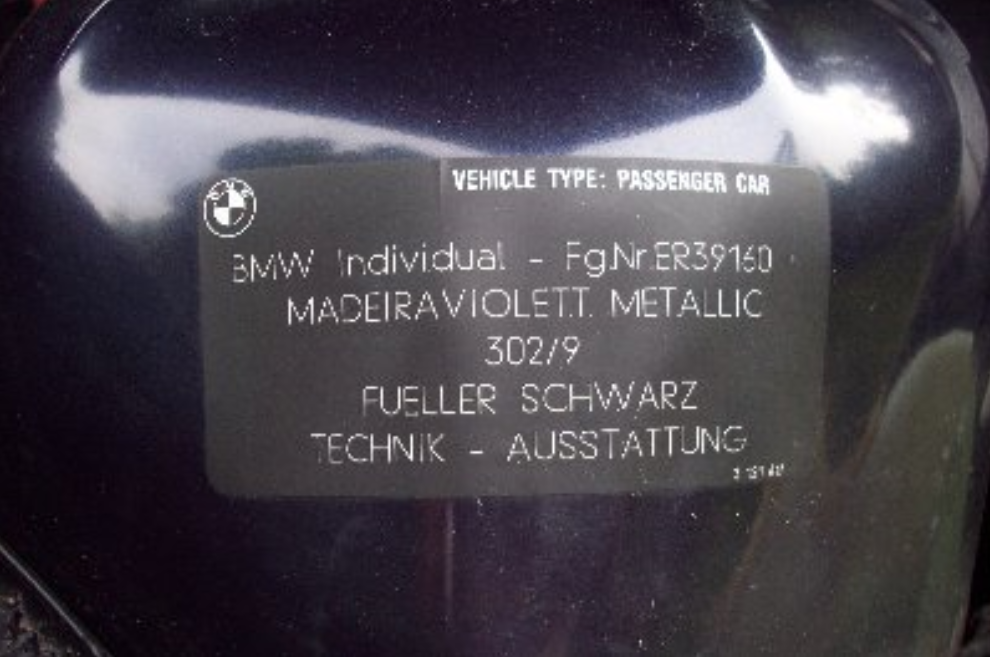 VEHICLE TYPE: PASSENGER CAR
BMW Individual - Fg.Nr.ER39160
MADEIRAVIOLETT. METALLIC
302/9
FUELLER SCHWARZ
TECHNIK - AUSSTATTUNG